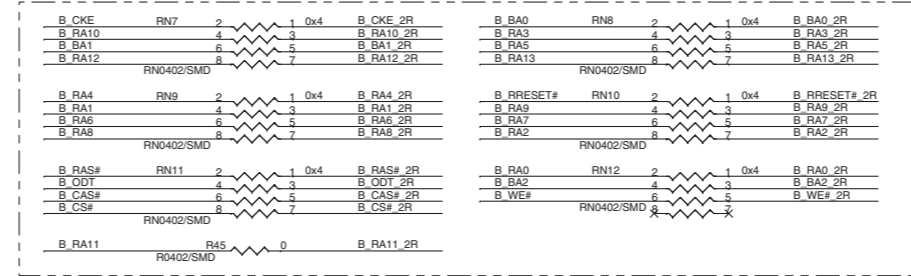 B_CKE RN7 2 1 0x4 B_CKE_2R
B_RA10 4 3 B_RA10_2R
B_BA1 6 5 B_BA1_2R
B_RA12 8 7 B_RA12_2R
RN0402/SMD
B_BA0 RN8 2 1 0x4 B_BA0_2R
B_RA3 4 3 B_RA3_2R
B_RA5 6 5 B_RA5_2R
B_RA13 8 7 B_RA13_2R
RN0402/SMD
B_RA4 RN9 2 1 0x4 B_RA4_2R
B_RA1 4 3 B_RA1_2R
B_RA6 6 5 B_RA6_2R
B_RA8 8 7 B_RA8_2R
RN0402/SMD
B_RRESET# RN10 2 1 0x4 B_RRESET#_2R
B_RA9 4 3 B_RA9_2R
B_RA7 6 5 B_RA7_2R
B_RA2 8 7 B_RA2_2R
RN0402/SMD
B_RAS# RN11 2 1 0x4 B_RAS#_2R
B_ODT 4 3 B_ODT_2R
B_CAS# 6 5 B_CAS#_2R
B_CS# 8 7 B_CS#_2R
RN0402/SMD
B_RA0 RN12 2 1 0x4 B_RA0_2R
B_BA2 4 3 B_BA2_2R
B_WE# 6 5 B_WE#_2R
RN0402/SMD 8 7
B_RA11 R45 0 B_RA11_2R
R0402/SMD